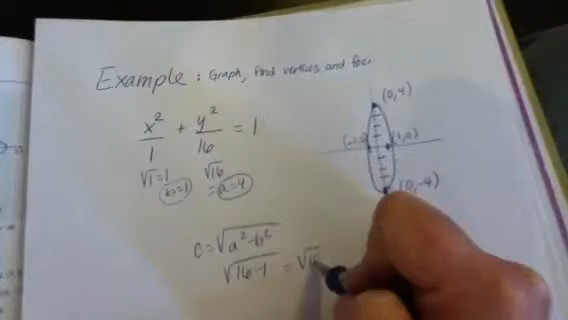 Example: Graph, find vertices and foci
x²/1 + y²/16 = 1
√1 = 1 √16
b=1 = a=4
c = √a²-b²
√16-1 = √15
(0,4)
(1,0)
(0,-4)